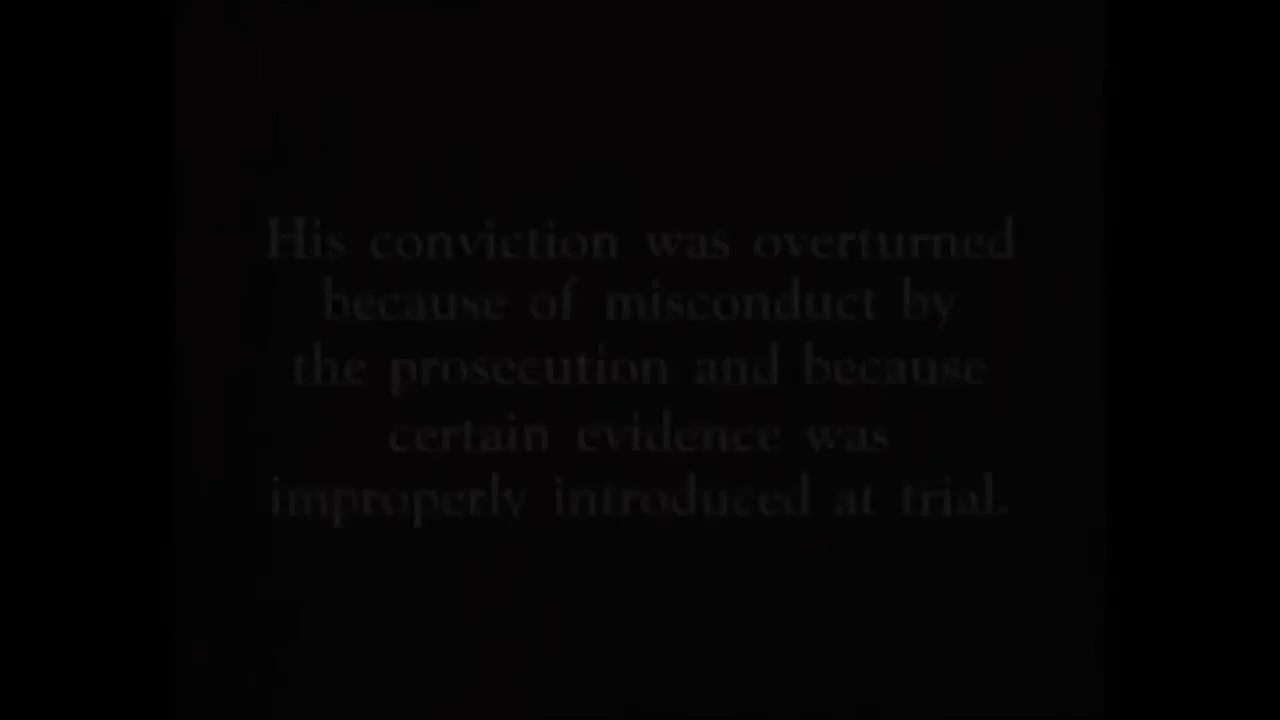 His conviction was overturned
because of misconduct by
the prosecution and because
certain evidence was
improperly introduced at trial.